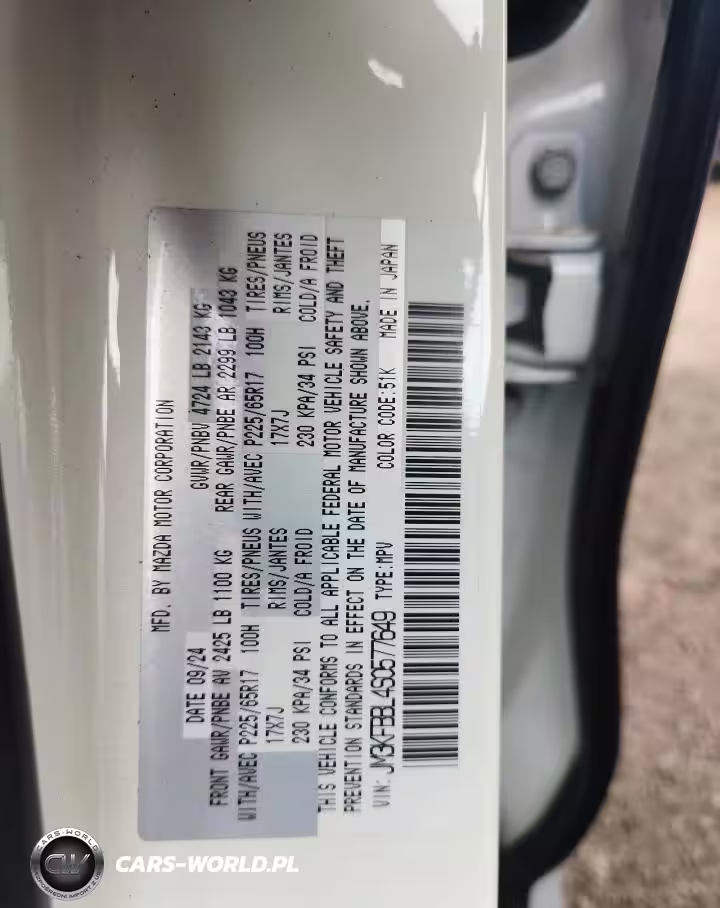 MFD. BY MAZDA MOTOR CORPORATION
DATE 09/24 GVWR/PNBV 4724 LB 2143 KG
FRONT GAWR/PNBE AV 2425 LB 1100 KG REAR GAWR/PNBE AR 2299 LB 1043 KG
WITH/AVEC P225/65R17 100H TIRES/PNEUS WITH/AVEC P225/65R17 100H TIRES/PNEUS
17X7J RIMS/JANTES 17X7J RIMS/JANTES
230 KPA/34 PSI COLD/A FROID 230 KPA/34 PSI COLD/A FROID
THIS VEHICLE CONFORMS TO ALL APPLICABLE FEDERAL MOTOR VEHICLE SAFETY AND THEFT
PREVENTION STANDARDS IN EFFECT ON THE DATE OF MANUFACTURE SHOWN ABOVE.
VIN: JM3KFBBL4S0577649 TYPE:MPV COLOR CODE:51K MADE IN JAPAN
CARS-WORLD
CW
CARS-WORLD.PL